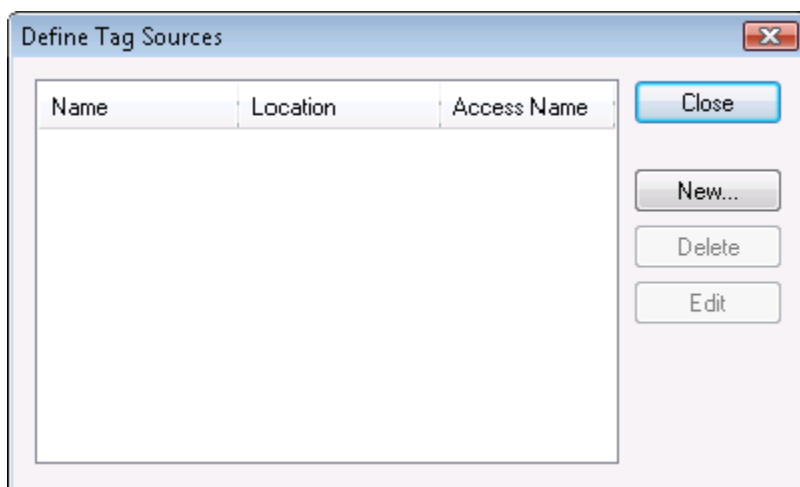 Define Tag Sources
Name Location Access Name
Close
New...
Delete
Edit